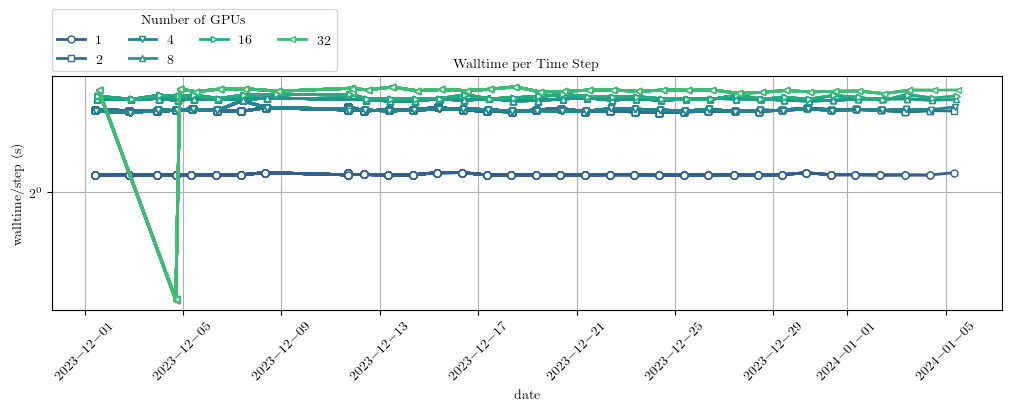 Number of GPUs
1 4 16 32
2 8
Walltime per Time Step
walltime/step (s)
2⁰
2023−12−01 2023−12−05 2023−12−09 2023−12−13 2023−12−17 2023−12−21 2023−12−25 2023−12−29 2024−01−01 2024−01−05
date